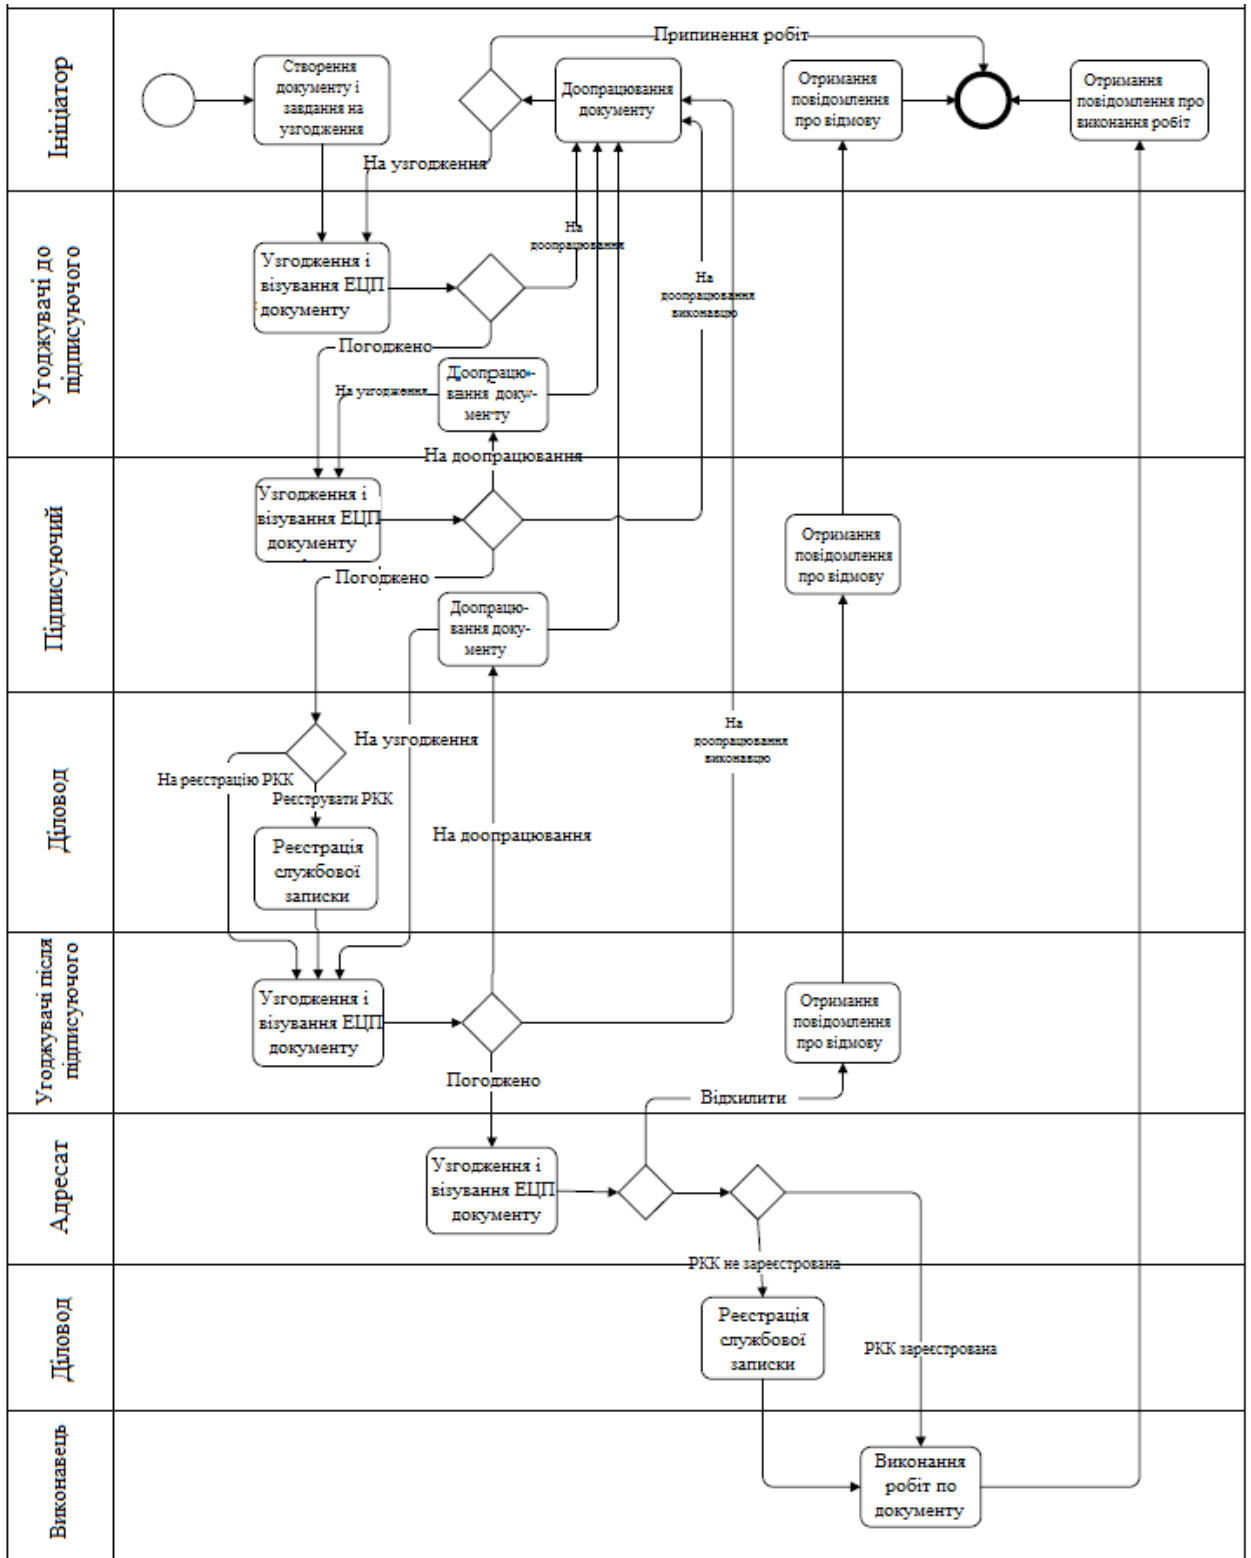 Ініціатор
Припинення робіт
Створення
документу і
завдання на
узгодження
Доопрацювання
документу
Отримання
повідомлення
про відмову
Отримання
повідомлення про
виконання робіт
На узгодження
Угоджувачі до
підписуючого
На
доопрацювання
Узгодження і
візування ЕЦП
документу
На
доопрацювання
виконавцю
Погоджено
Доопрацю-
вання доку-
менту
На узгодження
На доопрацювання
Підписуючий
Узгодження і
візування ЕЦП
документу
Отримання
повідомлення
про відмову
Погоджено
Доопрацю-
вання доку-
менту
Діловод
На узгодження
На
доопрацювання
виконавцю
На реєстрацію РКК
Реєструвати РКК
На доопрацювання
Реєстрація
службової
записки
Угоджувачі після
підписуючого
Узгодження і
візування ЕЦП
документу
Отримання
повідомлення
про відмову
Погоджено
Відхилити
Адресат
Узгодження і
візування ЕЦП
документу
РКК не зареєстрована
Діловод
Реєстрація
службової
записки
РКК зареєстрована
Виконавець
Виконання
робіт по
документу